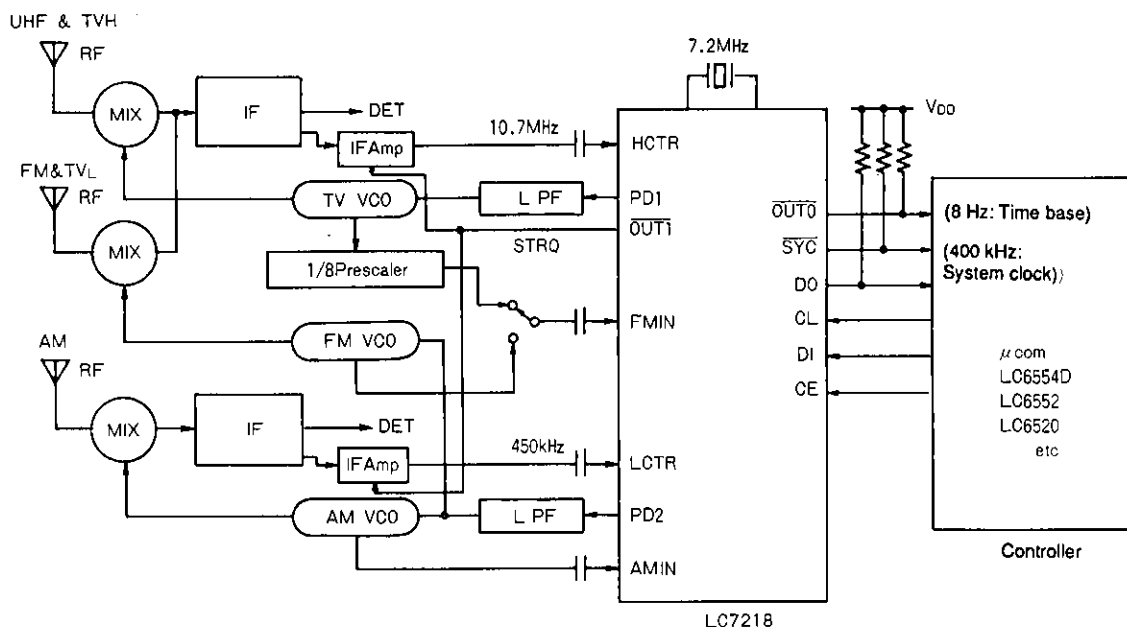 UHF & TVH
RF
MIX
IF
DET
IFAmp
10.7MHz
7.2MHz
HCTR
FM&TVL
RF
MIX
TV VCO
L PF
PD1
OUT1
STRQ
1/8Prescaler
FMIN
FM VCO
AM
RF
MIX
IF
DET
IFAmp
450kHz
LCTR
AM VCO
L PF
PD2
AMIN
LC7218
VDD
OUT0
SYC
DO
CL
DI
CE
(8 Hz: Time base)
(400 kHz:
System clock))
μcom
LC6554D
LC6552
LC6520
etc
Controller